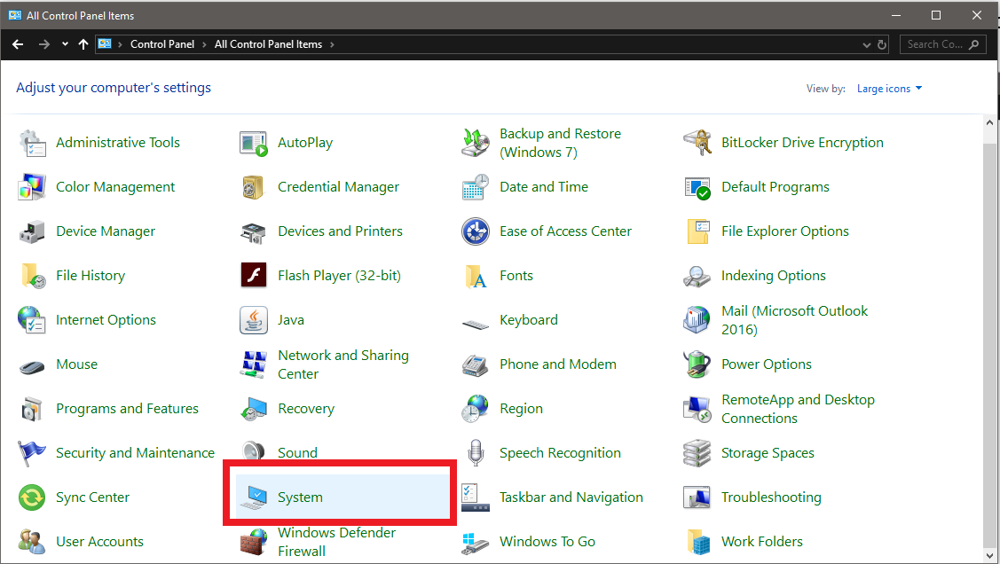 All Control Panel Items
Control Panel > All Control Panel Items >
Search Co...
Adjust your computer's settings
View by: Large icons
Administrative Tools
AutoPlay
Backup and Restore
(Windows 7)
BitLocker Drive Encryption
Color Management
Credential Manager
Date and Time
Default Programs
Device Manager
Devices and Printers
Ease of Access Center
File Explorer Options
File History
Flash Player (32-bit)
Fonts
Indexing Options
Internet Options
Java
Keyboard
Mail (Microsoft Outlook
2016)
Mouse
Network and Sharing
Center
Phone and Modem
Power Options
Programs and Features
Recovery
Region
RemoteApp and Desktop
Connections
Security and Maintenance
Sound
Speech Recognition
Storage Spaces
Sync Center
System
Taskbar and Navigation
Troubleshooting
User Accounts
Windows Defender
Firewall
Windows To Go
Work Folders